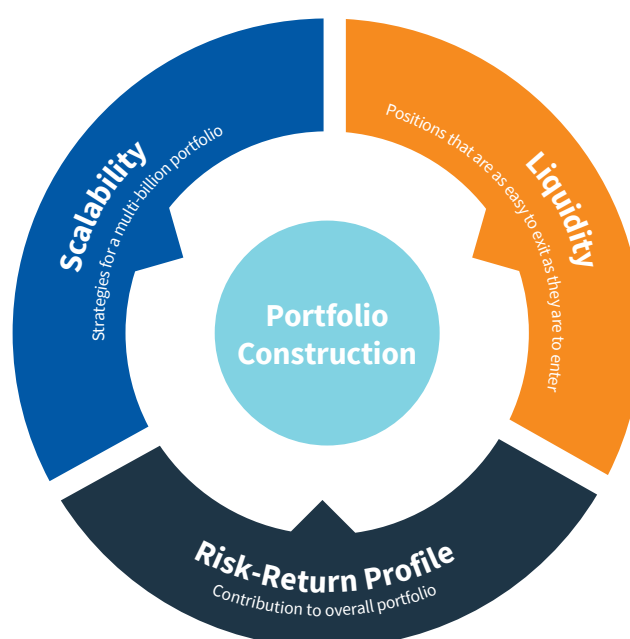 Scalability
Strategies for a multi-billion portfolio
Liquidity
Positions that are as easy to exit as they are to enter
Portfolio
Construction
Risk-Return Profile
Contribution to overall portfolio